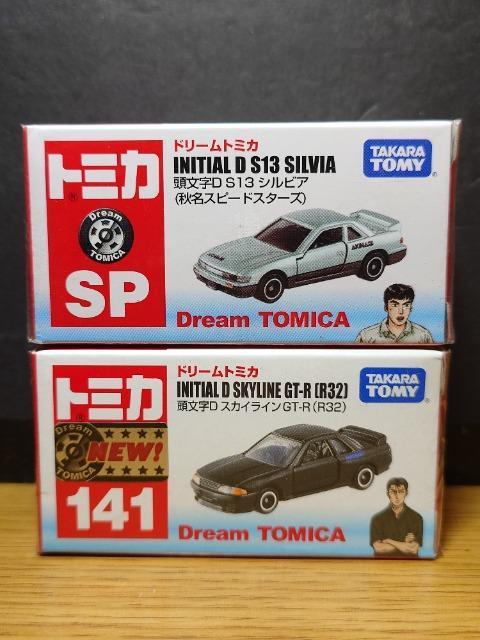 トミカ
Dream
TOMICA
SP
ドリームトミカ
INITIAL D S13 SILVIA
頭文字D S13 シルビア
(秋名スピードスターズ)
TAKARA
TOMY
Dream TOMICA
トミカ
Dream
TOMICA
NEW!
141
ドリームトミカ
INITIAL D SKYLINE GT-R (R32)
頭文字D スカイラインGT-R (R32)
TAKARA
TOMY
Dream TOMICA